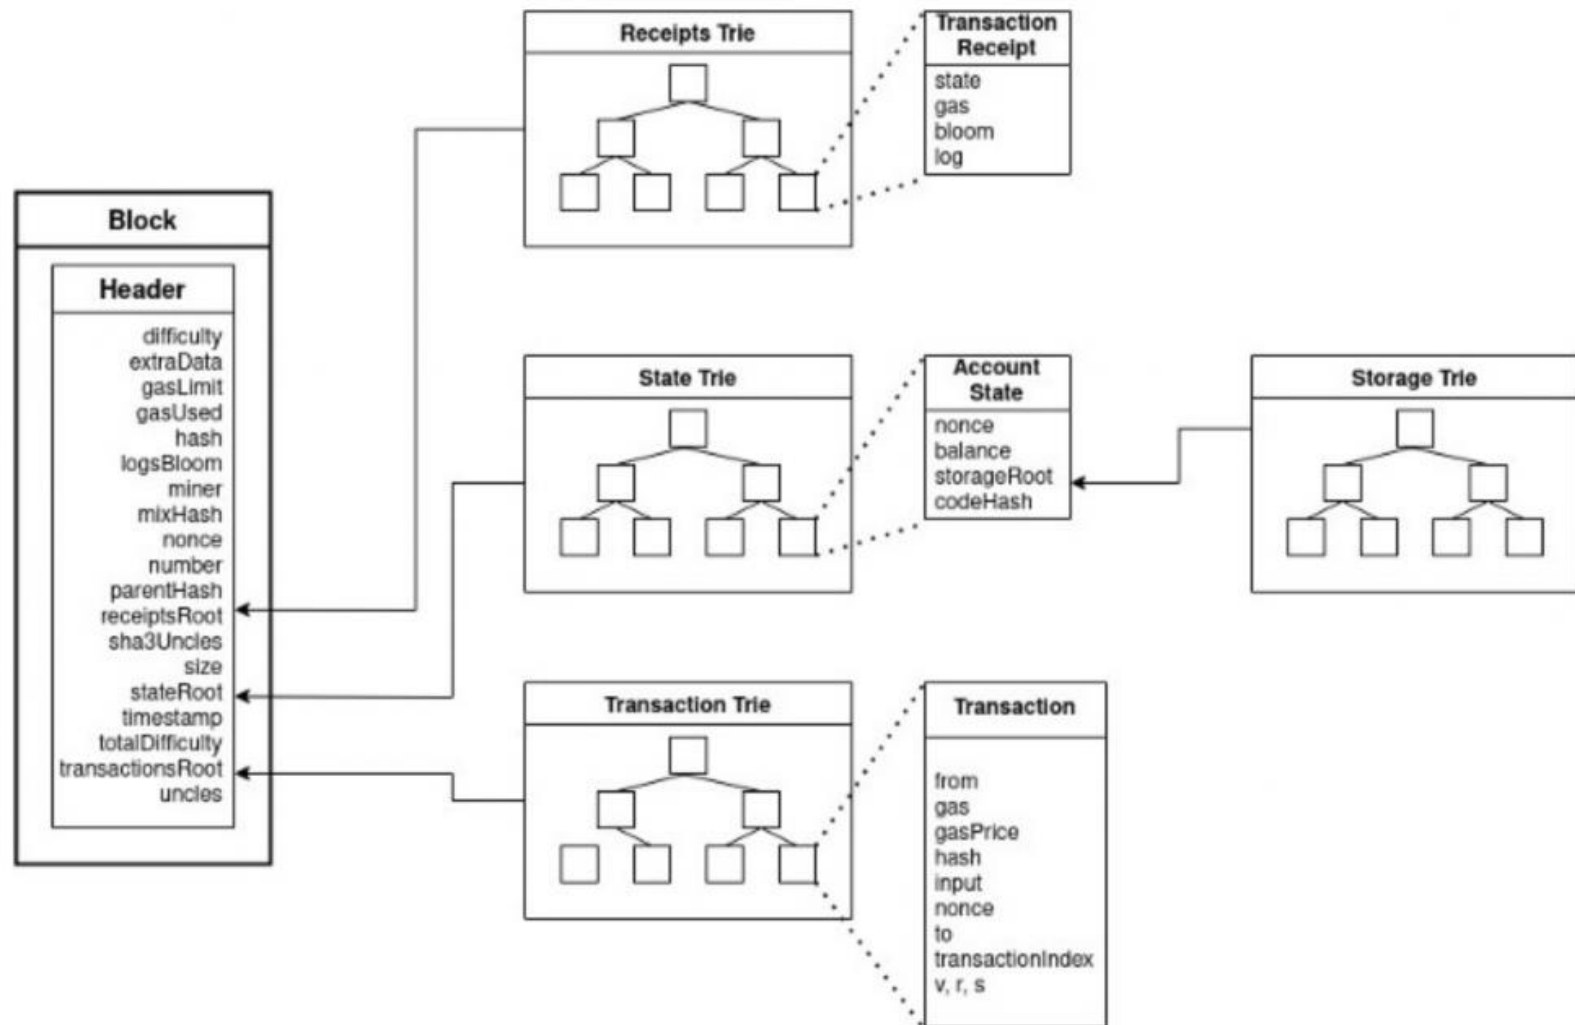 Block
Header
difficulty
extraData
gasLimit
gasUsed
hash
logsBloom
miner
mixHash
nonce
number
parentHash
receiptsRoot
sha3Uncles
size
stateRoot
timestamp
totalDifficulty
transactionsRoot
uncles
Receipts Trie
Transaction
Receipt
state
gas
bloom
log
State Trie
Account
State
nonce
balance
storageRoot
codeHash
Storage Trie
Transaction Trie
Transaction
from
gas
gasPrice
hash
input
nonce
to
transactionIndex
v, r, s